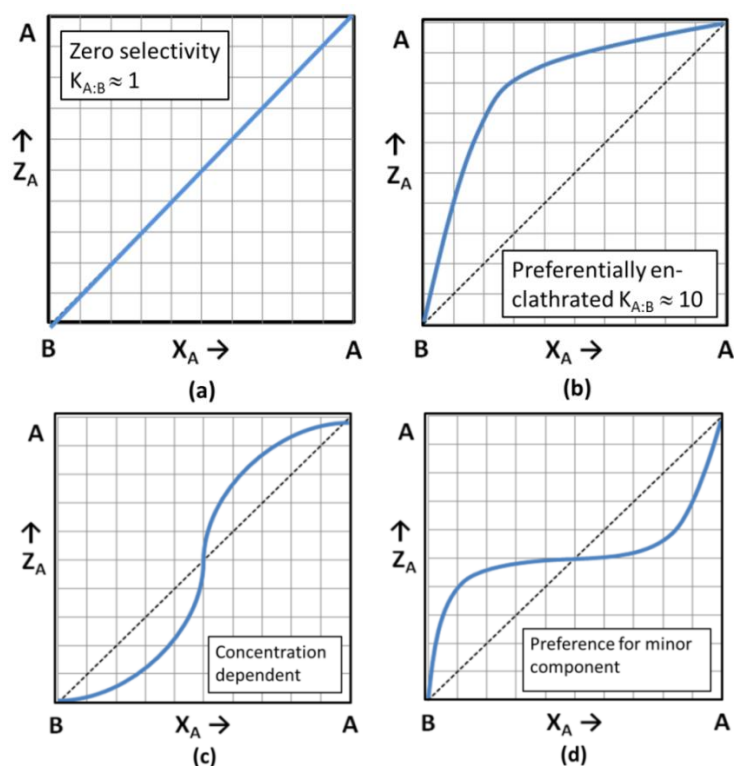 A
Zero selectivity
K_A:B ≈ 1
↑
Z_A
B X_A → A
(a)
A
↑
Z_A
Preferentially en-
clathrated K_A:B ≈ 10
B X_A → A
(b)
A
↑
Z_A
Concentration
dependent
B X_A → A
(c)
A
↑
Z_A
Preference for minor
component
B X_A → A
(d)